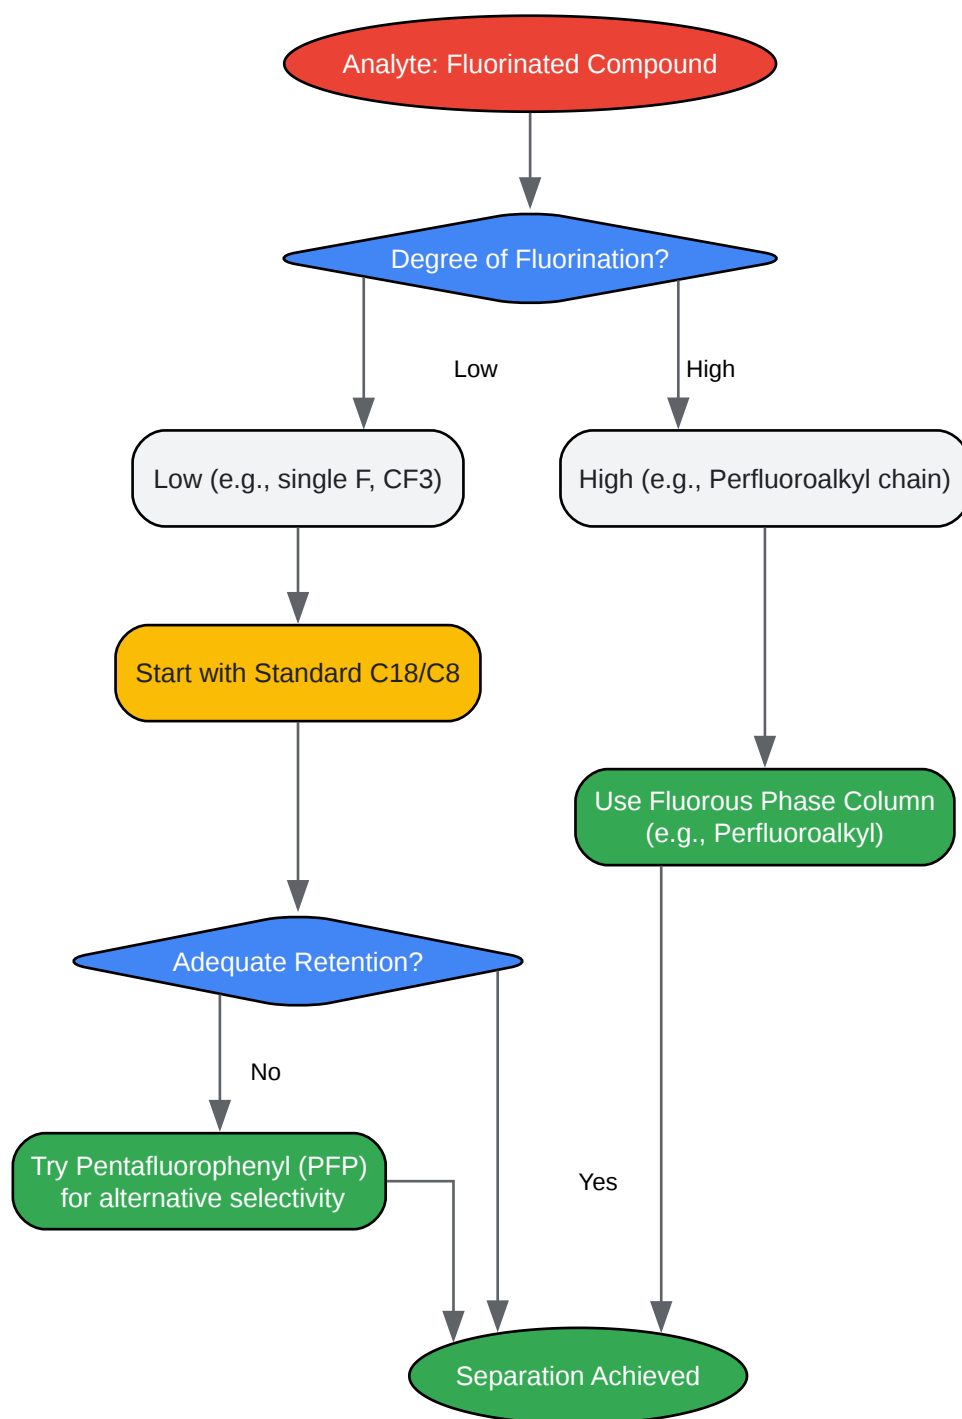 Analyte: Fluorinated Compound
Degree of Fluorination?
Low
High
Low (e.g., single F, CF3)
High (e.g., Perfluoroalkyl chain)
Start with Standard C18/C8
Use Fluorous Phase Column
(e.g., Perfluoroalkyl)
Adequate Retention?
No
Try Pentafluorophenyl (PFP)
for alternative selectivity
Yes
Separation Achieved